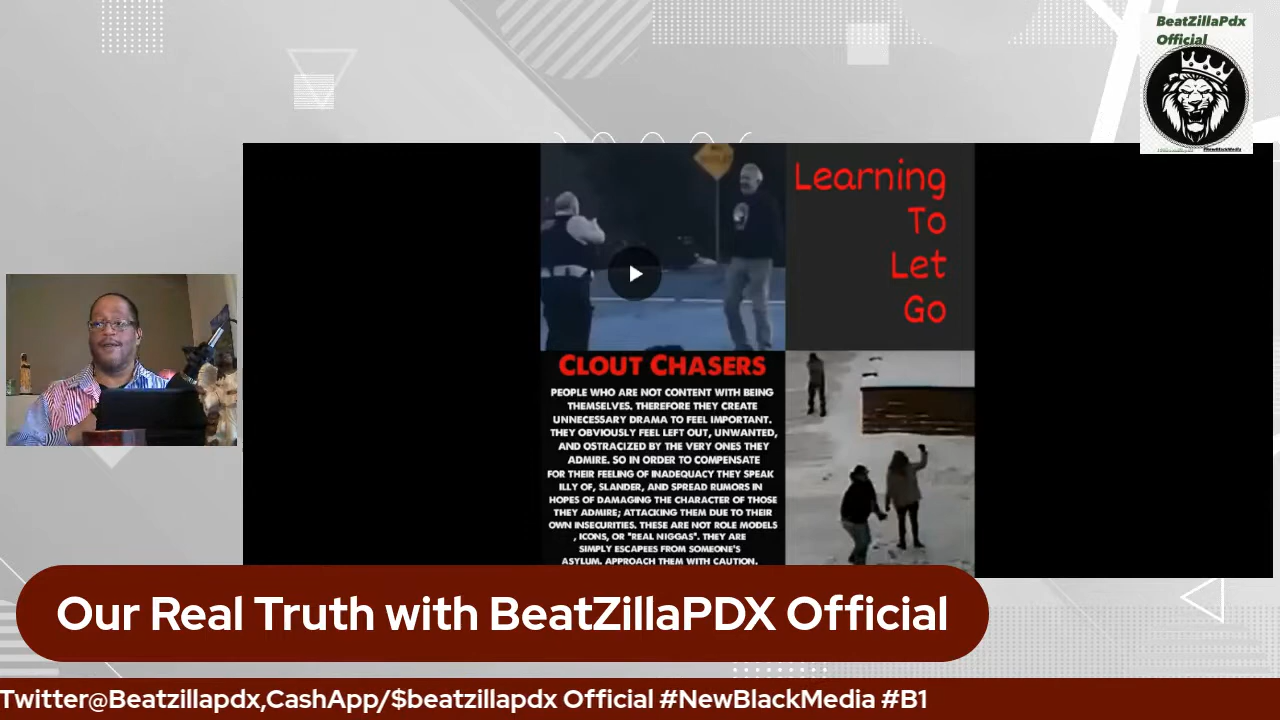 BeatZillaPdx
Official
Learning
To
Let
Go
CLOUT CHASERS
PEOPLE WHO ARE NOT CONTENT WITH BEING
THEMSELVES. THEREFORE THEY CREATE
UNNECESSARY DRAMA TO FEEL IMPORTANT.
THEY OBVIOUSLY FEEL LEFT OUT, UNWANTED,
AND OSTRACIZED BY THE VERY ONES THEY
ADMIRE. SO IN ORDER TO COMPENSATE
FOR THEIR FEELING OF INADEQUACY THEY SPEAK
ILLY OF, SLANDER, AND SPREAD RUMORS IN
HOPES OF DAMAGING THE CHARACTER OF THOSE
THEY ADMIRE; ATTACKING THEM DUE TO THEIR
OWN INSECURITIES. THESE ARE NOT ROLE MODELS
, ICONS, OR "REAL NIGGAS". THEY ARE
SIMPLY ESCAPEES FROM SOMEONE'S
ASYLUM. APPROACH THEM WITH CAUTION.
Our Real Truth with BeatZillaPDX Official
Twitter@Beatzillapdx,CashApp/$beatzillapdx Official #NewBlackMedia #B1